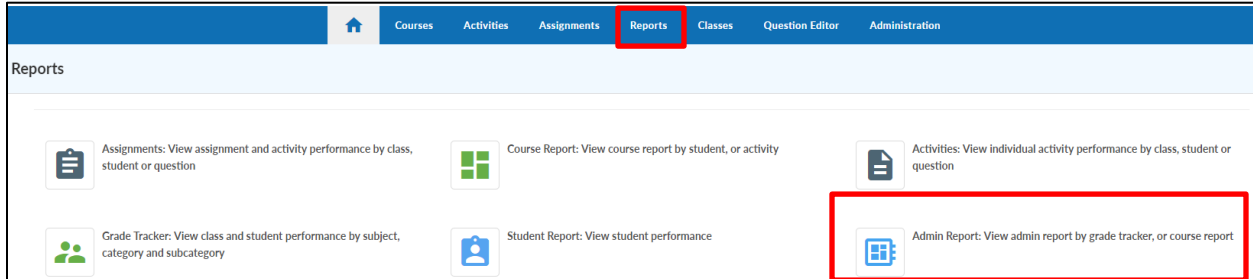 Courses Activities Assignments Reports Classes Question Editor Administration
Reports
Assignments: View assignment and activity performance by class,
student or question
Course Report: View course report by student, or activity
Activities: View individual activity performance by class, student or
question
Grade Tracker: View class and student performance by subject,
category and subcategory
Student Report: View student performance
Admin Report: View admin report by grade tracker, or course report